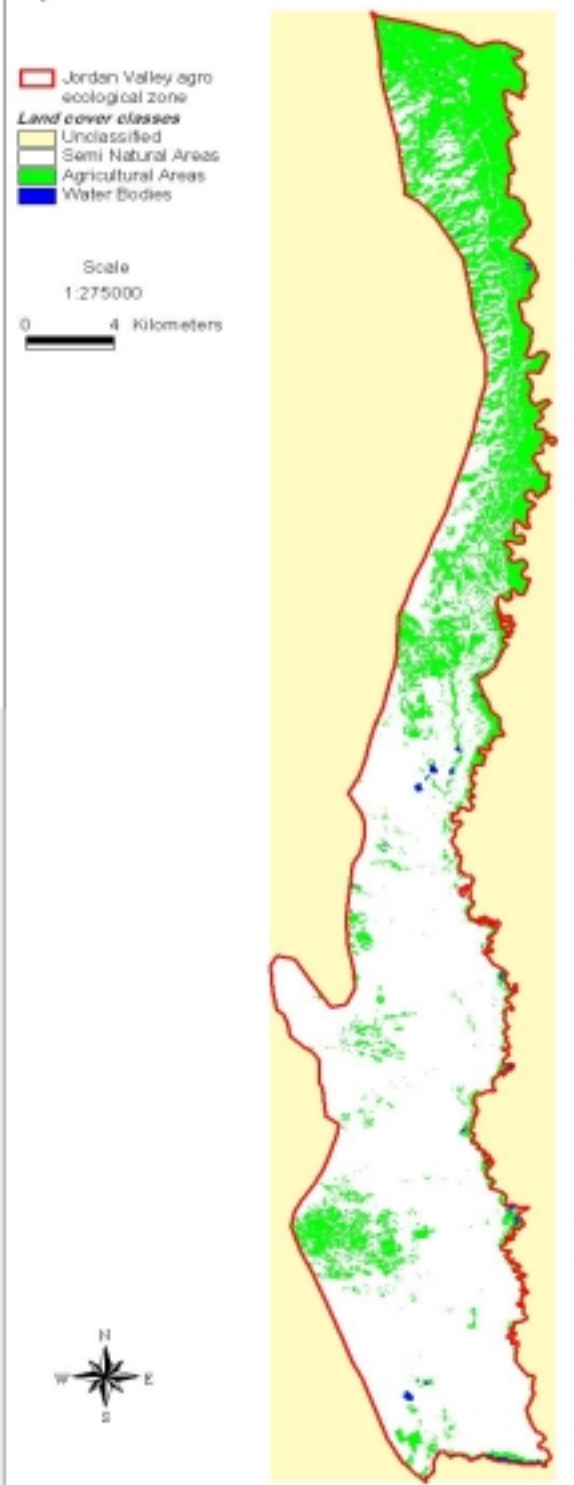 Jordan Valley agro
ecological zone
Land cover classes
Unclassified
Semi Natural Areas
Agricultural Areas
Water Bodies
Scale
1:275000
0 4 Kilometers
N
W E
S